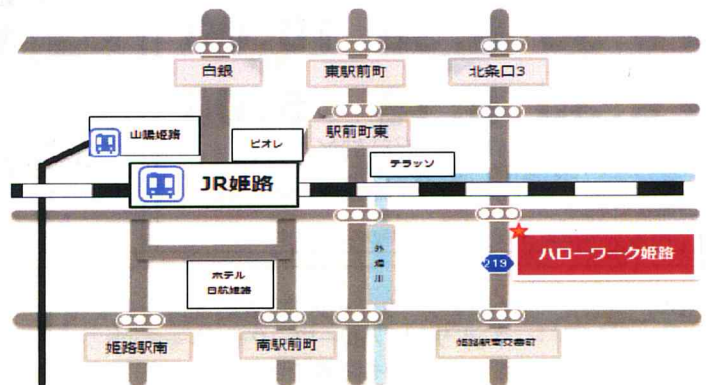 白銀
東駅前町
北条口3
山陽姫路
ピオレ
駅前町東
テラッソ
JR姫路
外
堀
川
219
ハローワーク姫路
ホテル
日航姫路
姫路駅南
南駅前町